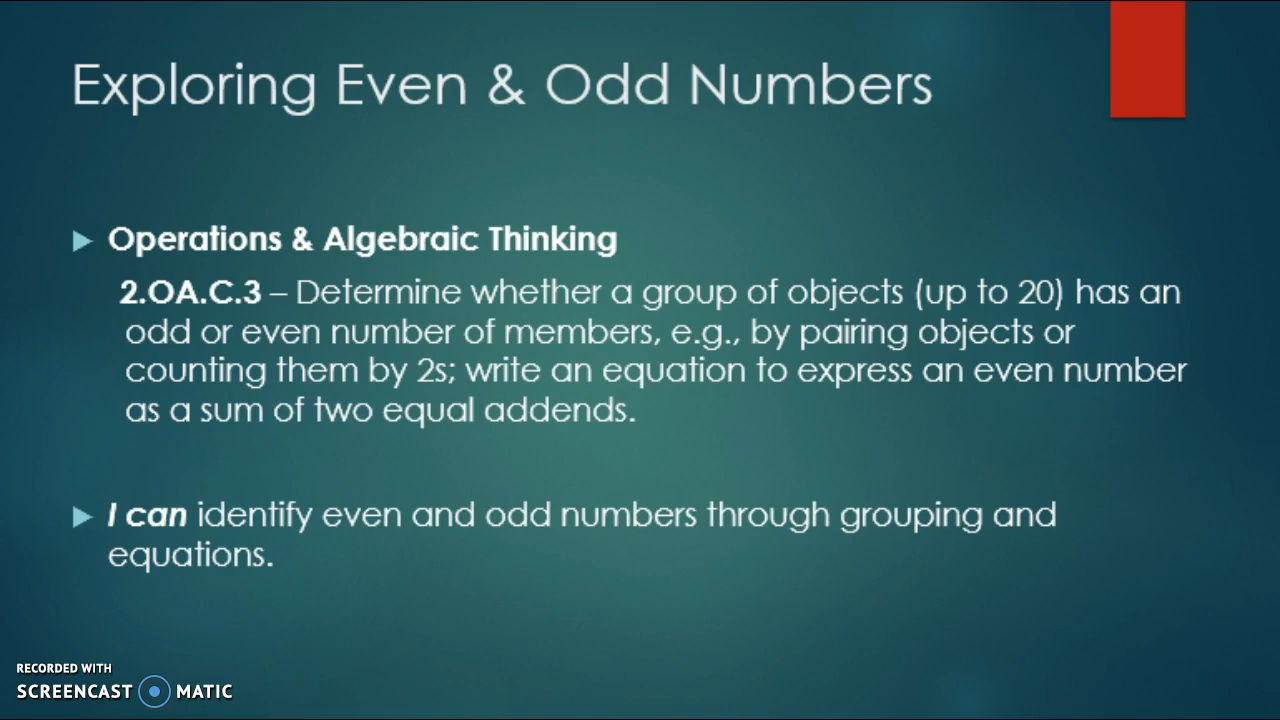 Exploring Even & Odd Numbers
Operations & Algebraic Thinking
2.OA.C.3 – Determine whether a group of objects (up to 20) has an
odd or even number of members, e.g., by pairing objects or
counting them by 2s; write an equation to express an even number
as a sum of two equal addends.
I can identify even and odd numbers through grouping and
equations.
RECORDED WITH
SCREENCAST MATIC